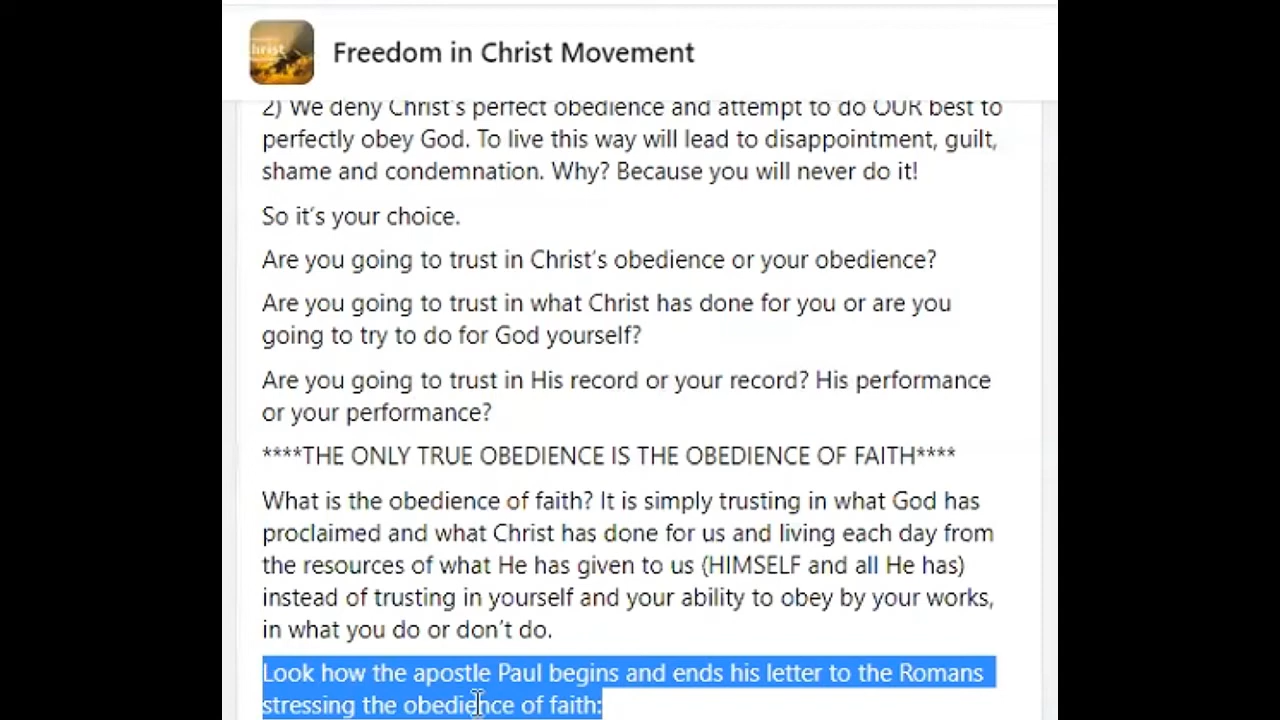 Freedom in Christ Movement
hrist
2) We deny Christ's perfect obedience and attempt to do OUR best to
perfectly obey God. To live this way will lead to disappointment, guilt,
shame and condemnation. Why? Because you will never do it!
So it's your choice.
Are you going to trust in Christ's obedience or your obedience?
Are you going to trust in what Christ has done for you or are you
going to try to do for God yourself?
Are you going to trust in His record or your record? His performance
or your performance?
****THE ONLY TRUE OBEDIENCE IS THE OBEDIENCE OF FAITH****
What is the obedience of faith? It is simply trusting in what God has
proclaimed and what Christ has done for us and living each day from
the resources of what He has given to us (HIMSELF and all He has)
instead of trusting in yourself and your ability to obey by your works,
in what you do or don't do.
Look how the apostle Paul begins and ends his letter to the Romans
stressing the obedience of faith: